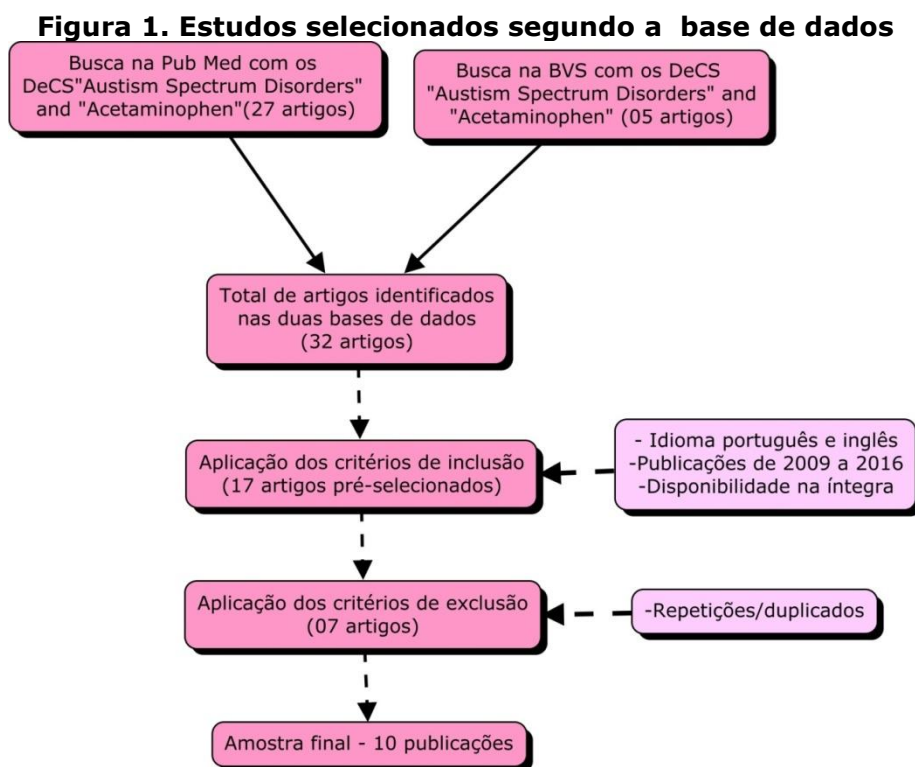 Figura 1. Estudos selecionados segundo a base de dados
Busca na Pub Med com os
DeCS"Austism Spectrum Disorders"
and "Acetaminophen"(27 artigos)
Busca na BVS com os DeCS
"Austism Spectrum Disorders" and
"Acetaminophen" (05 artigos)
Total de artigos identificados
nas duas bases de dados
(32 artigos)
Aplicação dos critérios de inclusão
(17 artigos pré-selecionados)
- Idioma português e inglês
-Publicações de 2009 a 2016
-Disponibilidade na íntegra
Aplicação dos critérios de exclusão
(07 artigos)
-Repetições/duplicados
Amostra final - 10 publicações